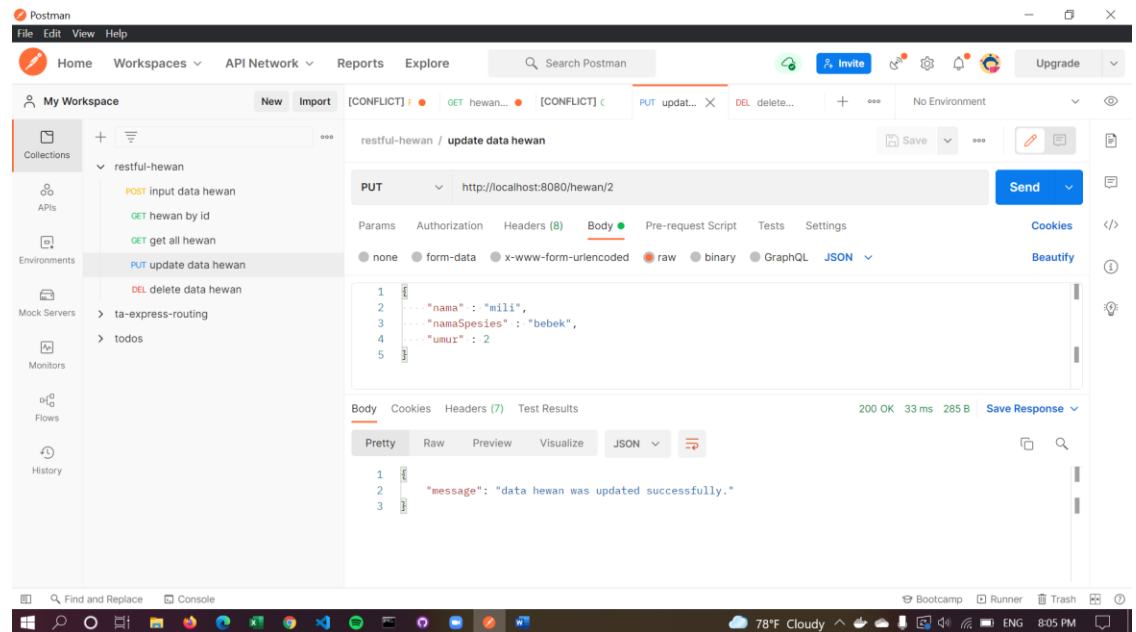 Postman
File Edit View Help
Home Workspaces API Network Reports Explore Search Postman Invite Upgrade
My Workspace New Import [CONFLICT] GET hewan... [CONFLICT] PUT updat... DEL delete... No Environment
Collections
APIs
Environments
Mock Servers
Monitors
Flows
History
restful-hewan
POST input data hewan
GET hewan by id
GET get all hewan
PUT update data hewan
DEL delete data hewan
ta-express-routing
todos
restful-hewan / update data hewan Save
PUT http://localhost:8080/hewan/2 Send
Params Authorization Headers (8) Body Pre-request Script Tests Settings Cookies
none form-data x-www-form-urlencoded raw binary GraphQL JSON Beautify
1 {
2 "nama" : "mili",
3 "namaSpesies" : "bebek",
4 "umur" : 2
5 }
Body Cookies Headers (7) Test Results 200 OK 33 ms 285 B Save Response
Pretty Raw Preview Visualize JSON
1 {
2 "message": "data hewan was updated successfully."
3 }
Find and Replace Console Bootcamp Runner Trash
78°F Cloudy ENG 8:05 PM